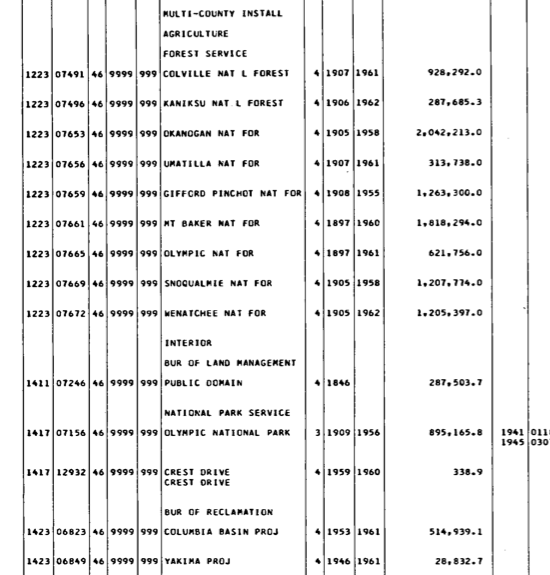 MULTI-COUNTY INSTALL
AGRICULTURE
FOREST SERVICE
1223 07491 46 9999 999 COLVILLE NAT L FOREST 4 1907 1961 928,292.0
1223 07496 46 9999 999 KANIKSU NAT L FOREST 4 1906 1962 287,685.3
1223 07653 46 9999 999 OKANOGAN NAT FOR 4 1905 1958 2,042,213.0
1223 07656 46 9999 999 UMATILLA NAT FOR 4 1907 1961 313,738.0
1223 07659 46 9999 999 GIFFORD PINCHOT NAT FOR 4 1908 1955 1,263,300.0
1223 07661 46 9999 999 MT BAKER NAT FOR 4 1897 1960 1,818,294.0
1223 07665 46 9999 999 OLYMPIC NAT FOR 4 1897 1961 621,756.0
1223 07669 46 9999 999 SNOQUALMIE NAT FOR 4 1905 1958 1,207,774.0
1223 07672 46 9999 999 WENATCHEE NAT FOR 4 1905 1962 1,205,397.0
INTERIOR
BUR OF LAND MANAGEMENT
1411 07246 46 9999 999 PUBLIC DOMAIN 4 1846 287,503.7
NATIONAL PARK SERVICE
1417 07156 46 9999 999 OLYMPIC NATIONAL PARK 3 1909 1956 895,165.8 1941
1945
1417 12932 46 9999 999 CREST DRIVE 4 1959 1960 338.9
CREST DRIVE
BUR OF RECLAMATION
1423 06823 46 9999 999 COLUMBIA BASIN PROJ 4 1953 1961 514,939.1
1423 06849 46 9999 999 YAKIMA PROJ 4 1946 1961 28,832.7